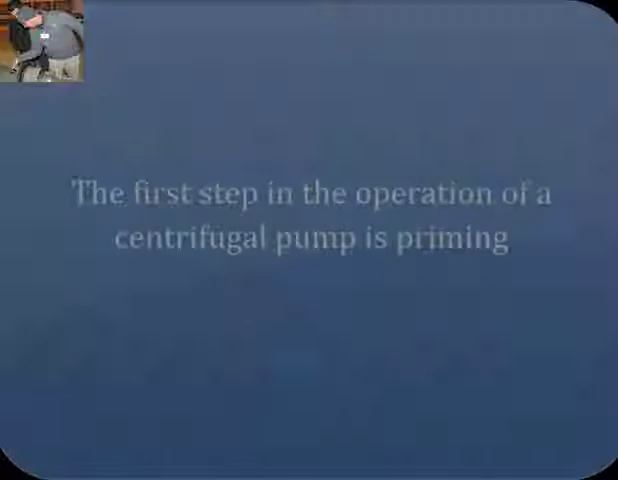 The first step in the operation of a
centrifugal pump is priming